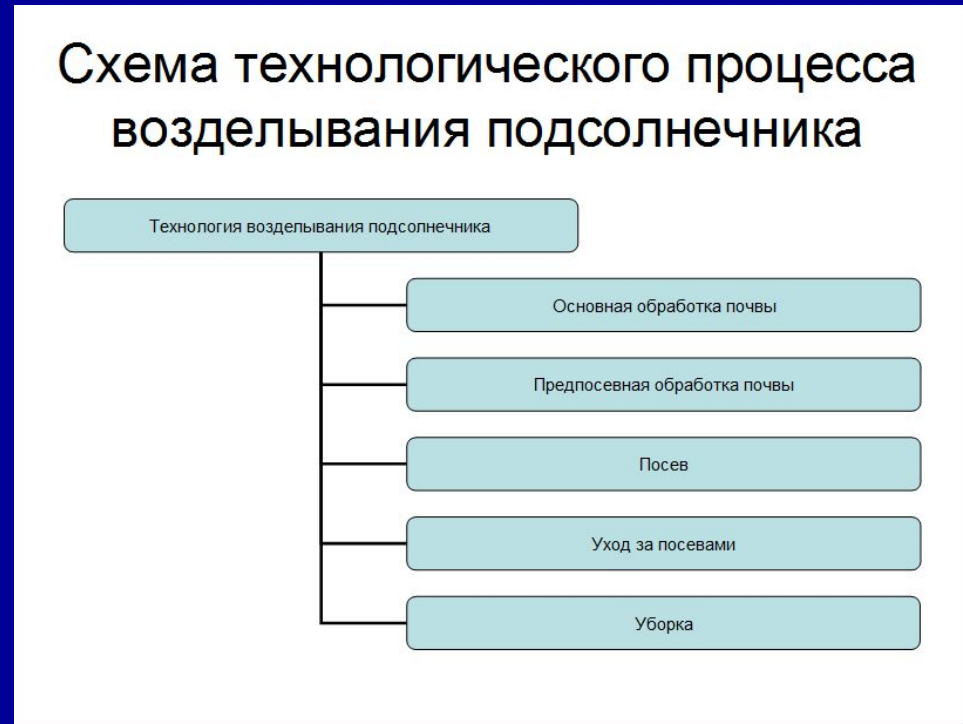 Схема технологического процесса
возделывания подсолнечника
Технология возделывания подсолнечника
Основная обработка почвы
Предпосевная обработка почвы
Посев
Уход за посевами
Уборка